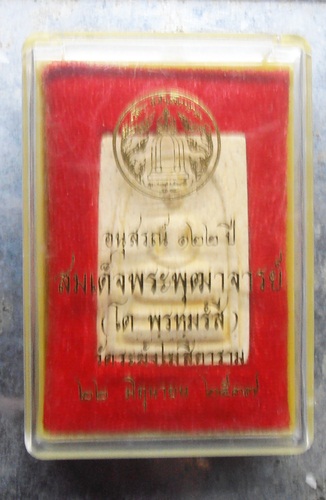 อนุสรณ์ ๑๒๒ ปี
สมเด็จพระพุฒาจารย์
(โต พฺรหฺมรํสี)
วัดระฆังโฆสิตาราม
๒๒ มิถุนายน ๒๕๓๗